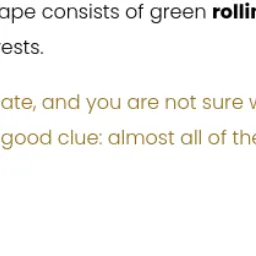 ape consists of green rollin
ests.
ate, and you are not sure w
good clue: almost all of the